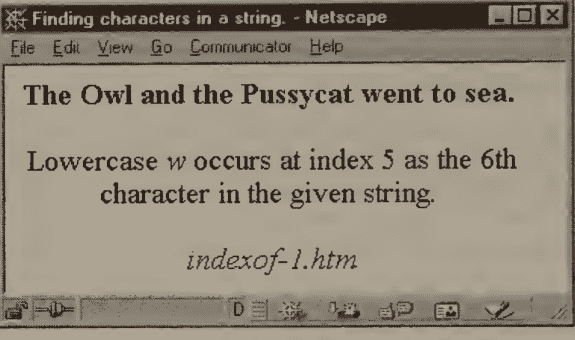 Finding characters in a string. - Netscape
File Edit View Go Communicator Help
The Owl and the Pussycat went to sea.
Lowercase w occurs at index 5 as the 6th
character in the given string.
indexof-1.htm
D